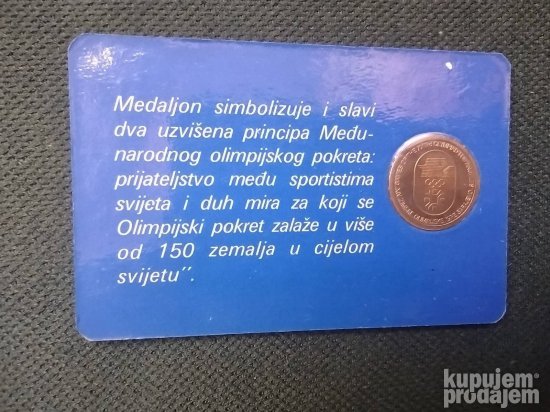 Medaljon simbolizuje i slavi
dva uzvišena principa Među-
narodnog olimpijskog pokreta:
prijateljstvo među sportistima
svijeta i duh mira za koji se
Olimpijski pokret zalaže u više
od 150 zemalja u cijelom
svijetu".
kupujem
prodajem